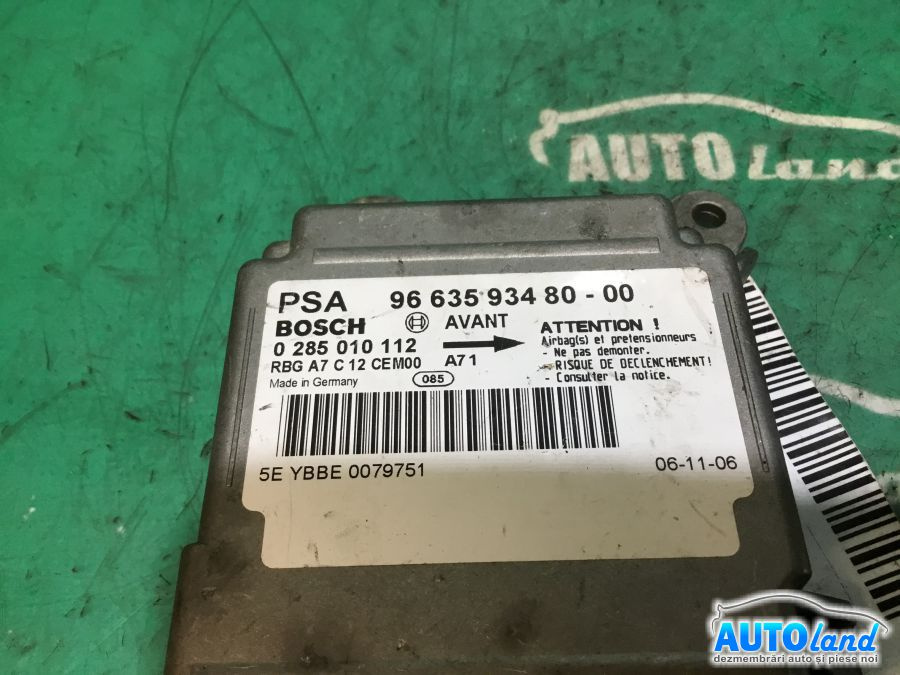 AUTO Land
PSA 96 635 934 80 - 00
BOSCH AVANT
0 285 010 112
RBG A7 C 12 CEM00 A71
Made in Germany 085
ATTENTION !
Airbag(s) et pretensionneurs
- Ne pas demonter.
- RISQUE DE DECLENCHEMENT!
- Consulter la notice.
5E YBBE 0079751 06-11-06
AUTOland
dezmembrări auto și piese noi